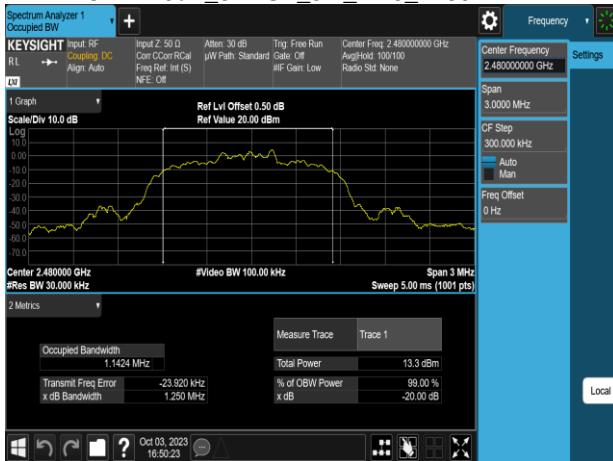 Spectrum Analyzer 1
Occupied BW
Frequency
KEYSIGHT
RL
LXI
Input: RF
Coupling: DC
Align: Auto
Input Z: 50 Ω
Corr CCorr RCal
Freq Ref: Int (S)
NFE: Off
Atten: 30 dB
µW Path: Standard
Trig: Free Run
Gate: Off
#IF Gain: Low
Center Freq: 2.480000000 GHz
Avg|Hold: 100/100
Radio Std: None
Center Frequency
2.480000000 GHz
Settings
Span
3.0000 MHz
CF Step
300.000 kHz
Auto
Man
Freq Offset
0 Hz
Local
1 Graph
Scale/Div 10.0 dB
Ref Lvl Offset 0.50 dB
Ref Value 20.00 dBm
Log
10.0
0.00
-10.0
-20.0
-30.0
-40.0
-50.0
-60.0
-70.0
Center 2.480000 GHz
#Res BW 30.000 kHz
#Video BW 100.00 kHz
Span 3 MHz
Sweep 5.00 ms (1001 pts)
2 Metrics
Measure Trace
Trace 1
Occupied Bandwidth
1.1424 MHz
Total Power
13.3 dBm
Transmit Freq Error
-23.920 kHz
% of OBW Power
99.00 %
x dB Bandwidth
1.250 MHz
x dB
-20.00 dB
?
Oct 03, 2023
16:50:23